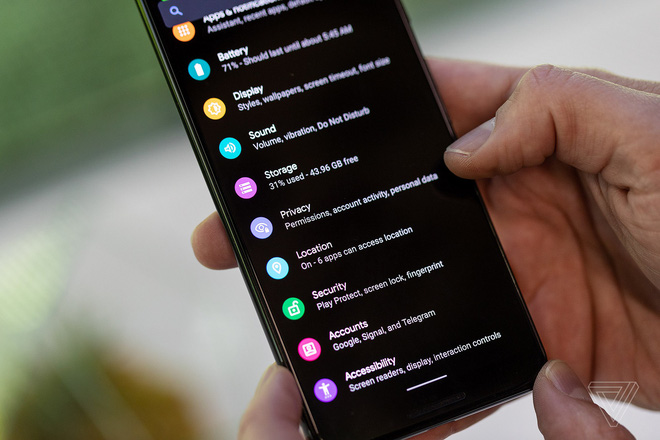 Apps & notifications
Assistant, recent apps, default
Battery
71% - Should last until about 5:45 AM
Display
Styles, wallpapers, screen timeout, font size
Sound
Volume, vibration, Do Not Disturb
Storage
31% used - 43.96 GB free
Privacy
Permissions, account activity, personal data
Location
On - 6 apps can access location
Security
Play Protect, screen lock, fingerprint
Accounts
Google, Signal, and Telegram
Accessibility
Screen readers, display, interaction controls